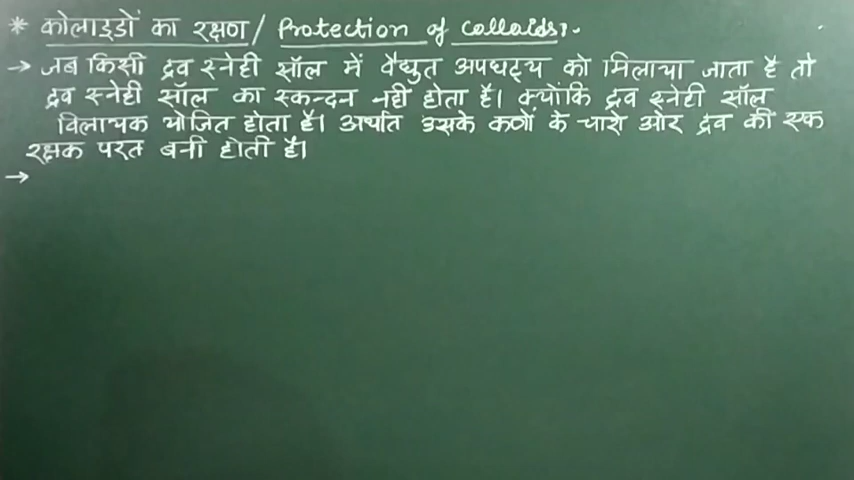 * कोलाइडों का रक्षण / Protection of colloids:-
→ जब किसी द्रव स्नेही सॉल में वैद्युत अपघट्य को मिलाया जाता है तो
द्रव स्नेही सॉल का स्कन्दन नहीं होता है। क्योंकि द्रव स्नेही सॉल
विलायक योजित होता है। अर्थात उसके कणों के चारो ओर द्रव की एक
रक्षक परत बनी होती है।
→